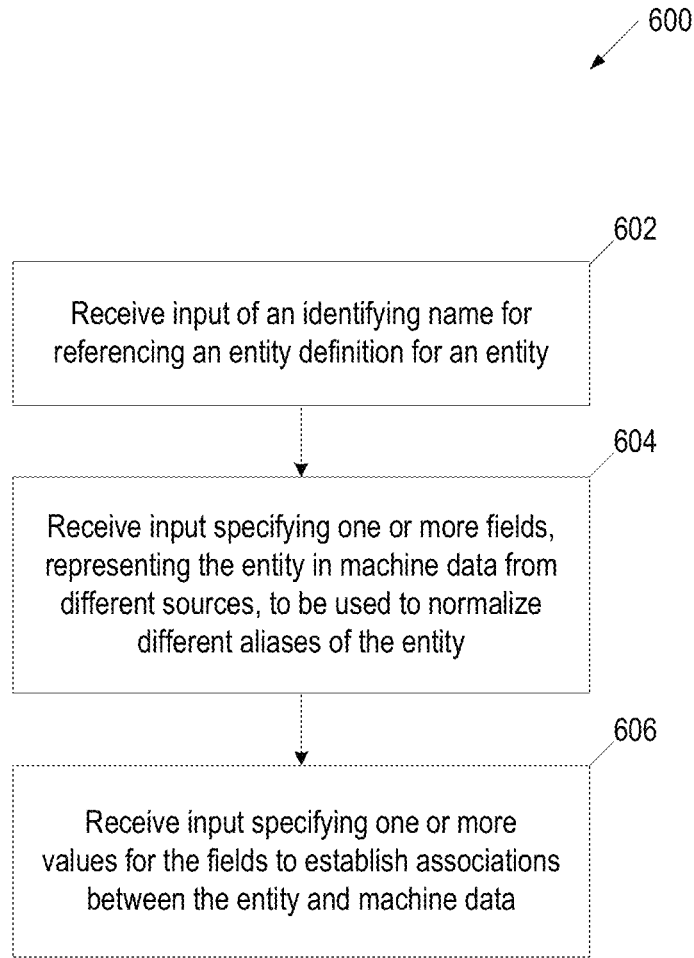 600
602
Receive input of an identifying name for
referencing an entity definition for an entity
604
Receive input specifying one or more fields,
representing the entity in machine data from
different sources, to be used to normalize
different aliases of the entity
606
Receive input specifying one or more
values for the fields to establish associations
between the entity and machine data